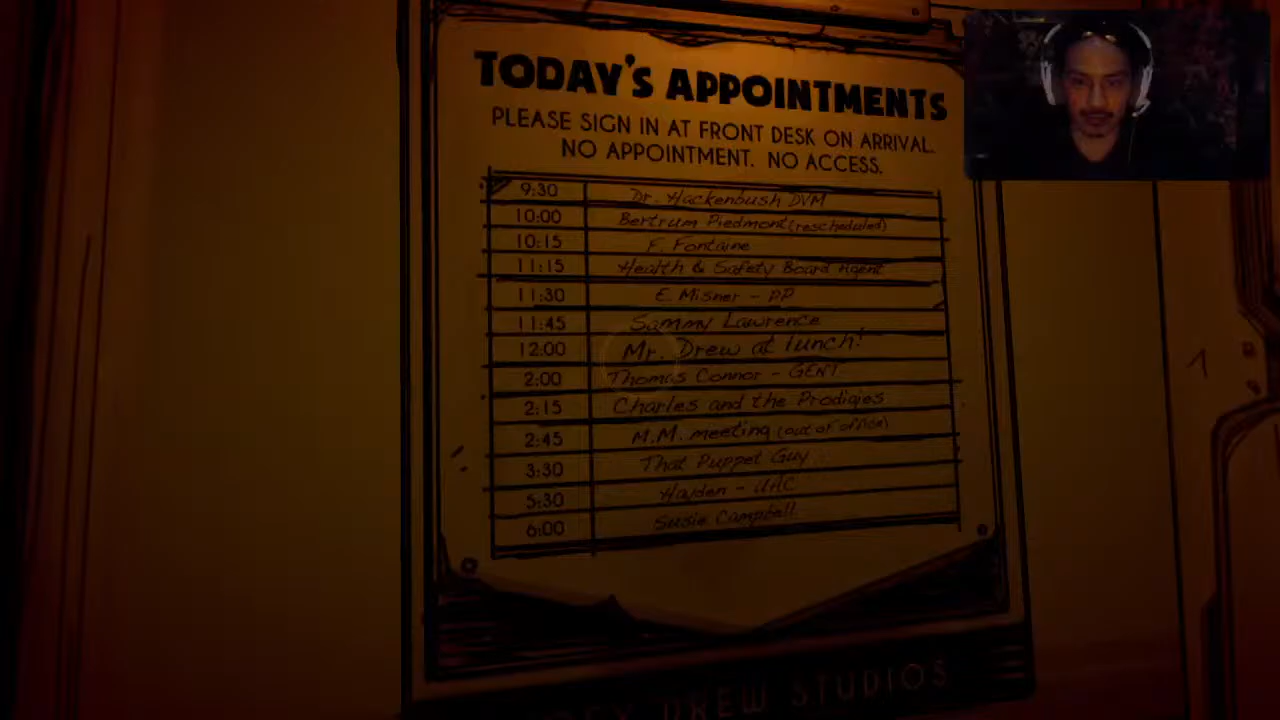 TODAY'S APPOINTMENTS
PLEASE SIGN IN AT FRONT DESK ON ARRIVAL.
NO APPOINTMENT. NO ACCESS.
9:30 Dr. Hackenbush DVM
10:00 Bertrum Piedmont (rescheduled)
10:15 F. Fontaine
11:15 Health & Safety Board Agent
11:30 E. Misner - PP
11:45 Sammy Lawrence
12:00 Mr. Drew at lunch!
2:00 Thomas Connor - GENT
2:15 Charles and the Prodigies
2:45 M.M. meeting (out of office)
3:30 That Puppet Guy
5:30 Hayden - UAC
6:00 Susie Campbell
DREW STUDIOS